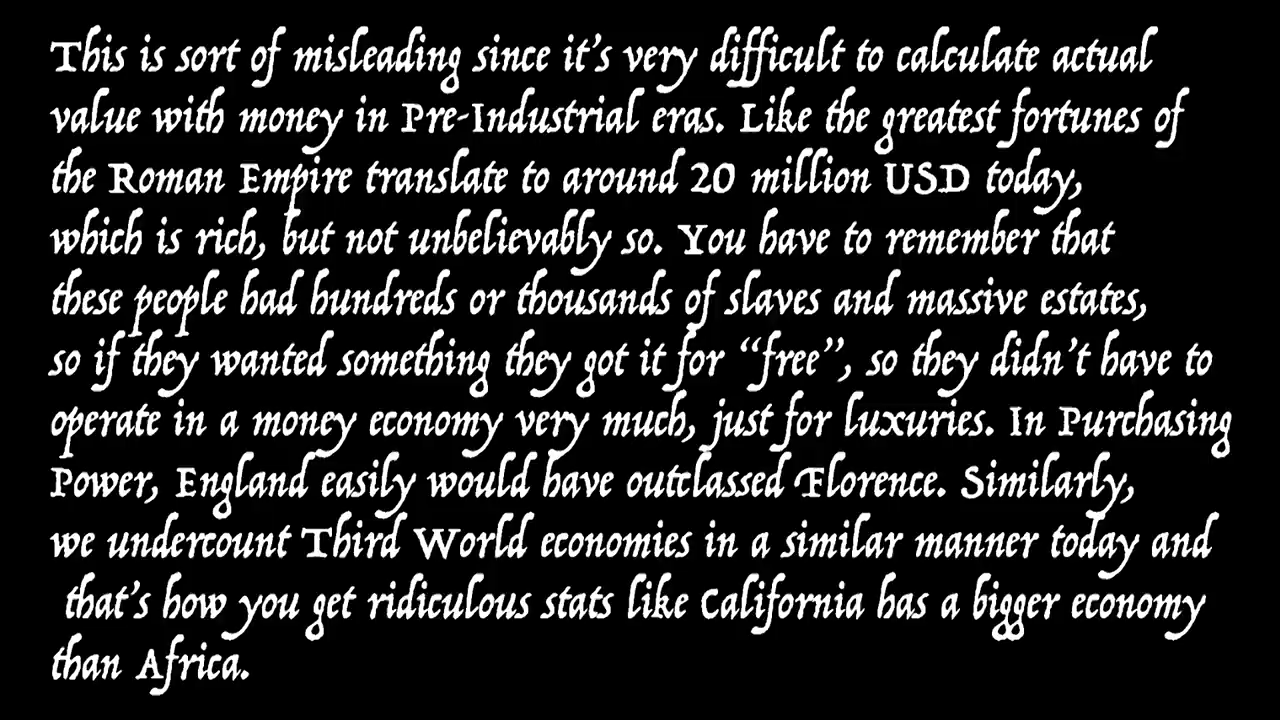 This is sort of misleading since it's very difficult to calculate actual
value with money in Pre-Industrial eras. Like the greatest fortunes of
the Roman Empire translate to around 20 million USD today,
which is rich, but not unbelievably so. You have to remember that
these people had hundreds or thousands of slaves and massive estates,
so if they wanted something they got it for “free”, so they didn't have to
operate in a money economy very much, just for luxuries. In Purchasing
Power, England easily would have outclassed Florence. Similarly,
we undercount Third World economies in a similar manner today and
that's how you get ridiculous stats like California has a bigger economy
than Africa.